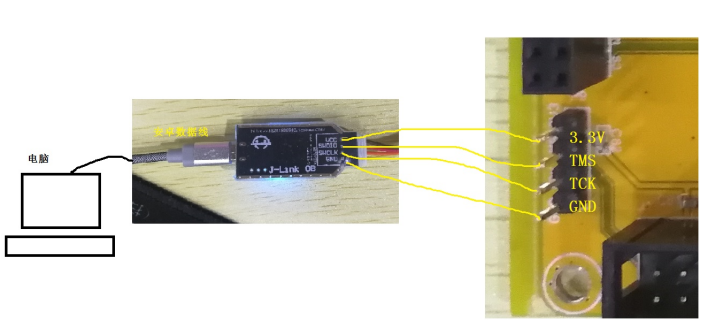 电脑
安卓数据线
VCC
SWDIO
SWCLK
GND
J-Link OB
3.3V
TMS
TCK
GND